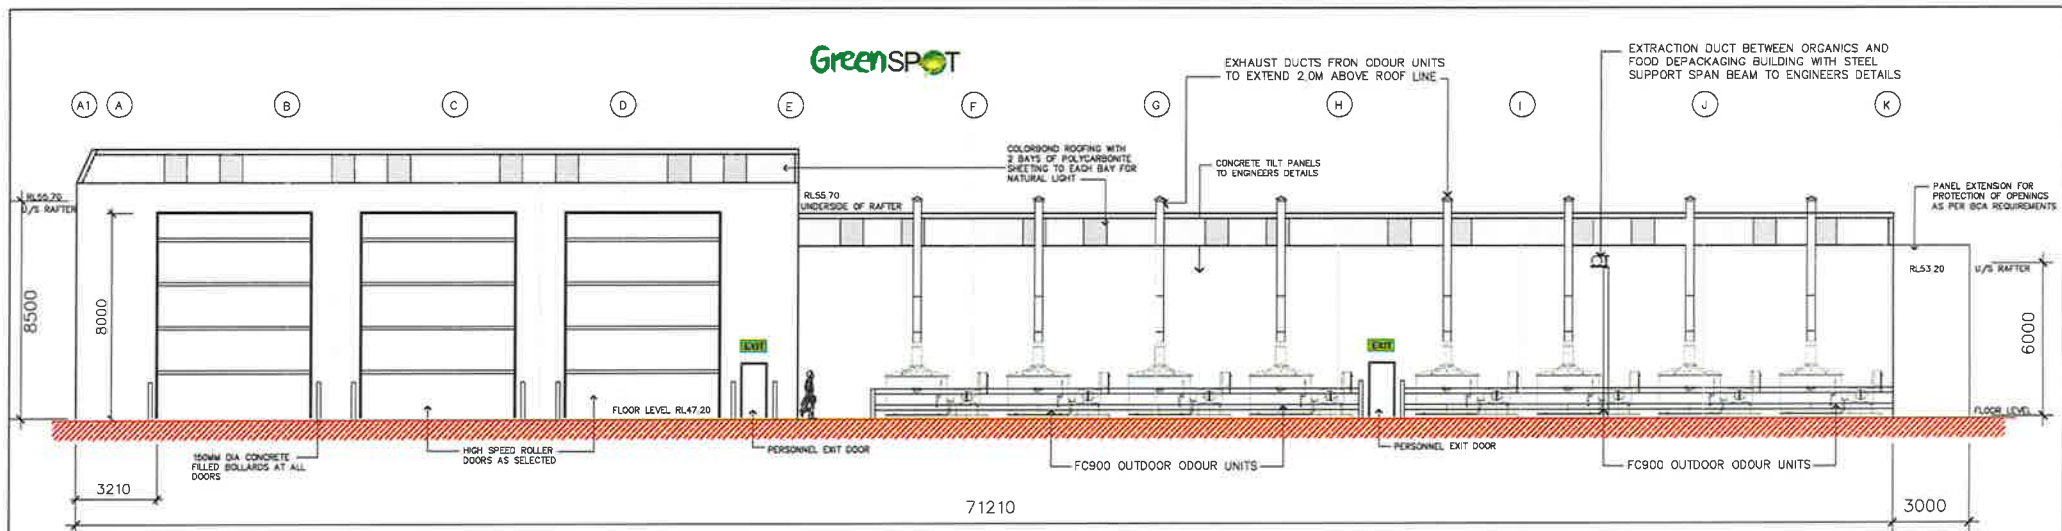 GreenSPOT
EXHAUST DUCTS FRON ODOUR UNITS
TO EXTEND 2.0M ABOVE ROOF LINE
EXTRACTION DUCT BETWEEN ORGANICS AND
FOOD DEPACKAGING BUILDING WITH STEEL
SUPPORT SPAN BEAM TO ENGINEERS DETAILS
A1 A B C D E F G H I J K
COLORBOND ROOFING WITH
2 BAYS OF POLYCARBONITE
SHEETING TO EACH BAY FOR
NATURAL LIGHT
CONCRETE TILT PANELS
TO ENGINEERS DETAILS
PANEL EXTENSION FOR
PROTECTION OF OPENINGS
AS PER BCA REQUIREMENTS
RL55.70
U/S RAFTER
RL55.70
UNDERSIDE OF RAFTER
RL53.20
U/S RAFTER
8500
8000
6000
EXIT
EXIT
FLOOR LEVEL RL47.20
FLOOR LEVEL
150MM DIA CONCRETE
FILLED BOLLARDS AT ALL
DOORS
HIGH SPEED ROLLER
DOORS AS SELECTED
PERSONNEL EXIT DOOR
FC900 OUTDOOR ODOUR UNITS
PERSONNEL EXIT DOOR
FC900 OUTDOOR ODOUR UNITS
3210
71210
3000